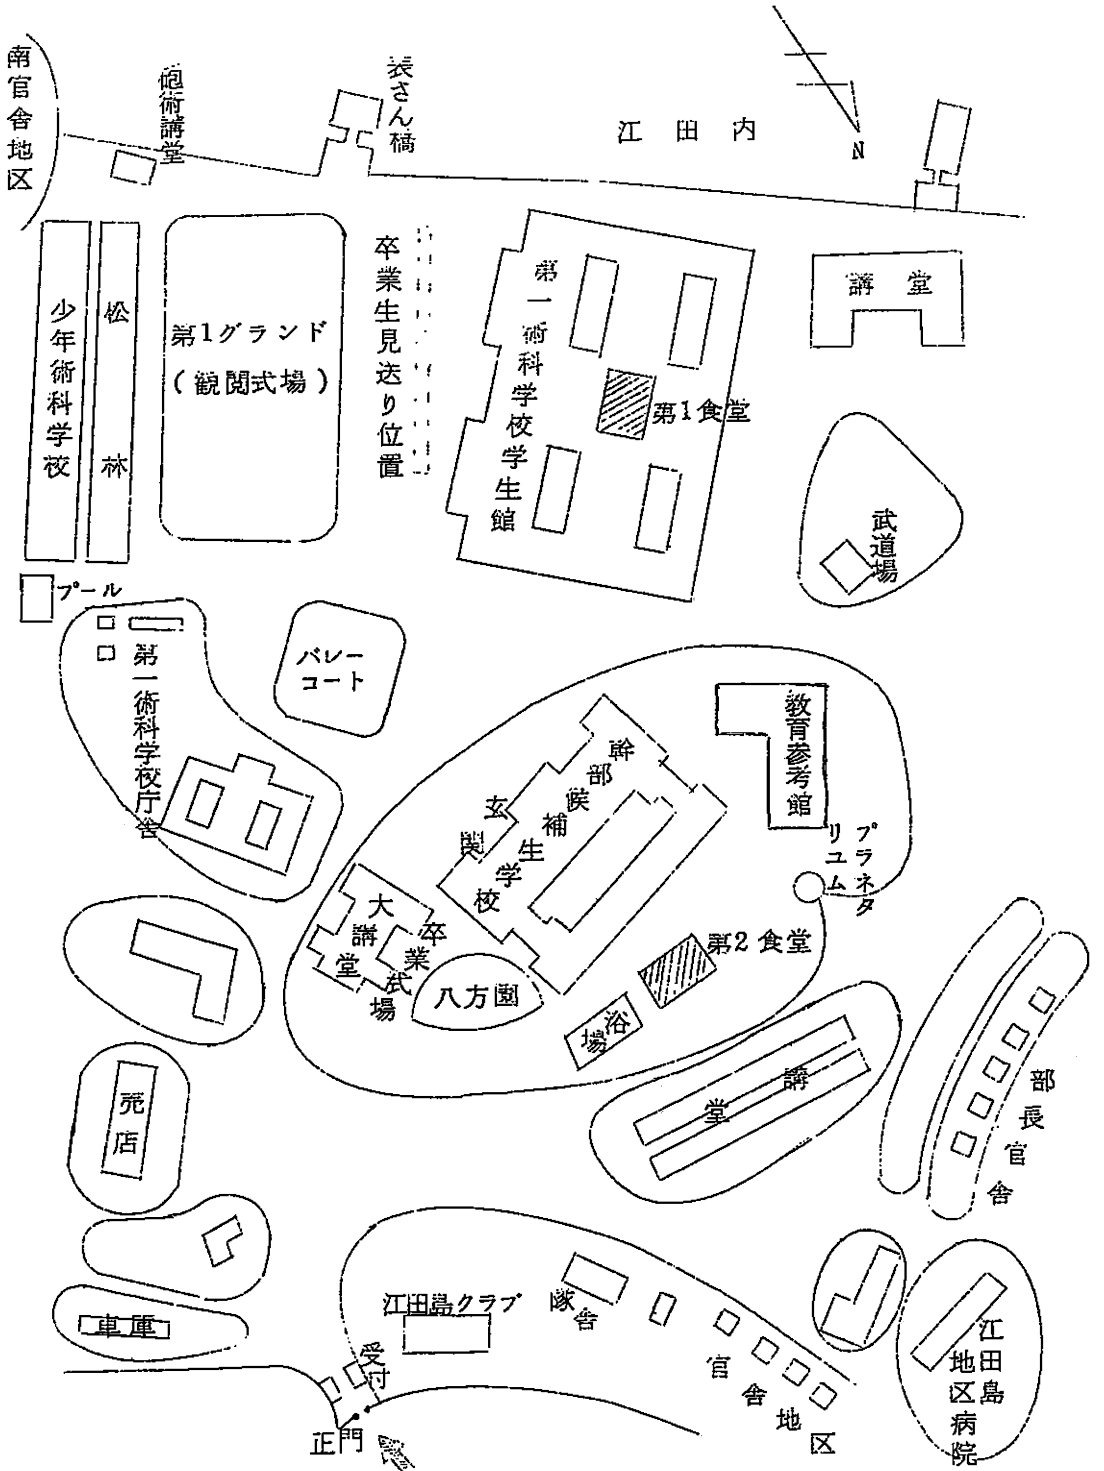 南官舎地区
砲術講堂
表さん橋
江田内
N
少年術科学校
松林
第1グランド
(観閲式場)
卒業生見送り位置
第一術科学校学生館
第1食堂
講堂
武道場
プール
第一術科学校庁舎
バレー
コート
幹部候補生学校
玄関
教育参考館
プラネタ
リユム
大講堂
卒業式場
八方園
第2食堂
浴場
講堂
売店
部長官舎
車庫
江田島クラブ
隊舎
官舎地区
受付
正門
江田島
地区病院